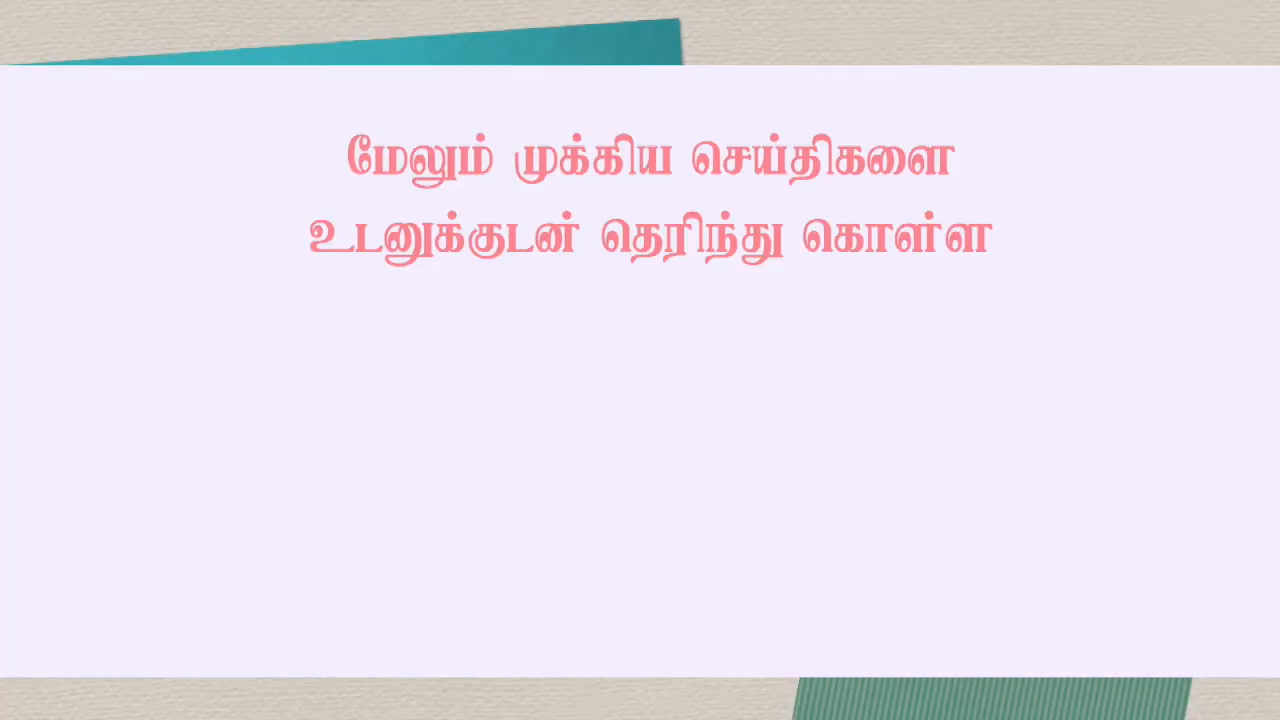 மேலும் முக்கிய செய்திகளை
உடனுக்குடன் தெரிந்து கொள்ள